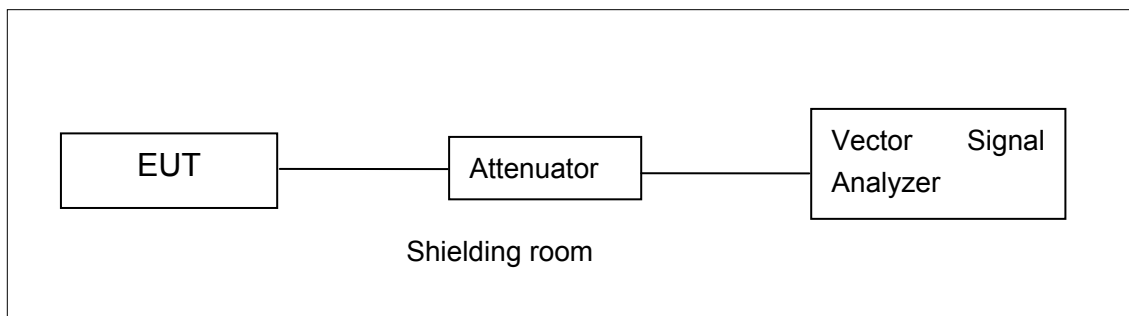 EUT
Attenuator
Vector Signal
Analyzer
Shielding room